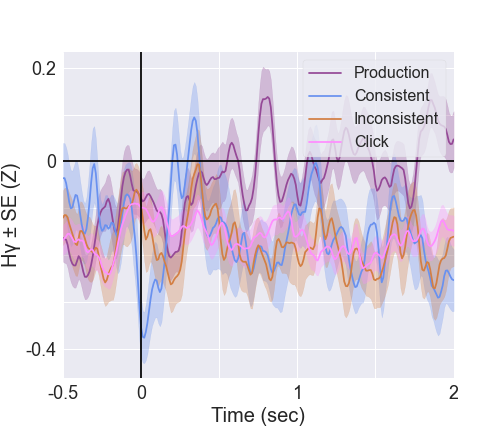 Production
Consistent
Inconsistent
Click
0.2
0
-0.4
Hγ ± SE (Z)
-0.5 0 1 2
Time (sec)